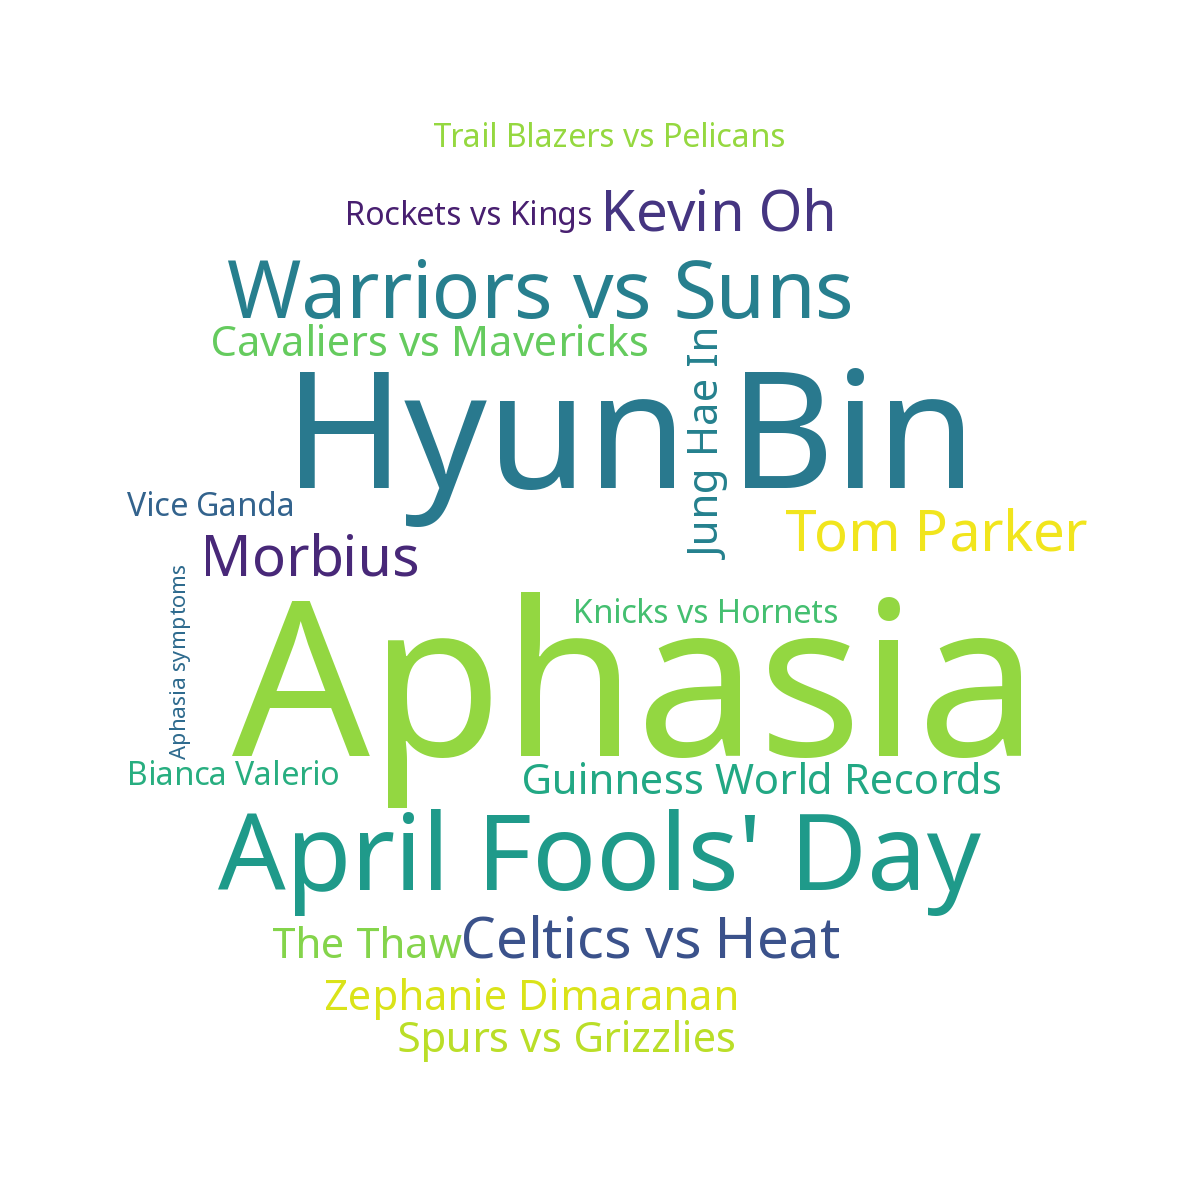 Trail Blazers vs Pelicans
Rockets vs Kings
Kevin Oh
Warriors vs Suns
Cavaliers vs Mavericks
Jung Hae In
Hyun Bin
Vice Ganda
Tom Parker
Morbius
Aphasia symptoms
Knicks vs Hornets
Aphasia
Bianca Valerio
Guinness World Records
April Fools' Day
The Thaw
Celtics vs Heat
Zephanie Dimaranan
Spurs vs Grizzlies